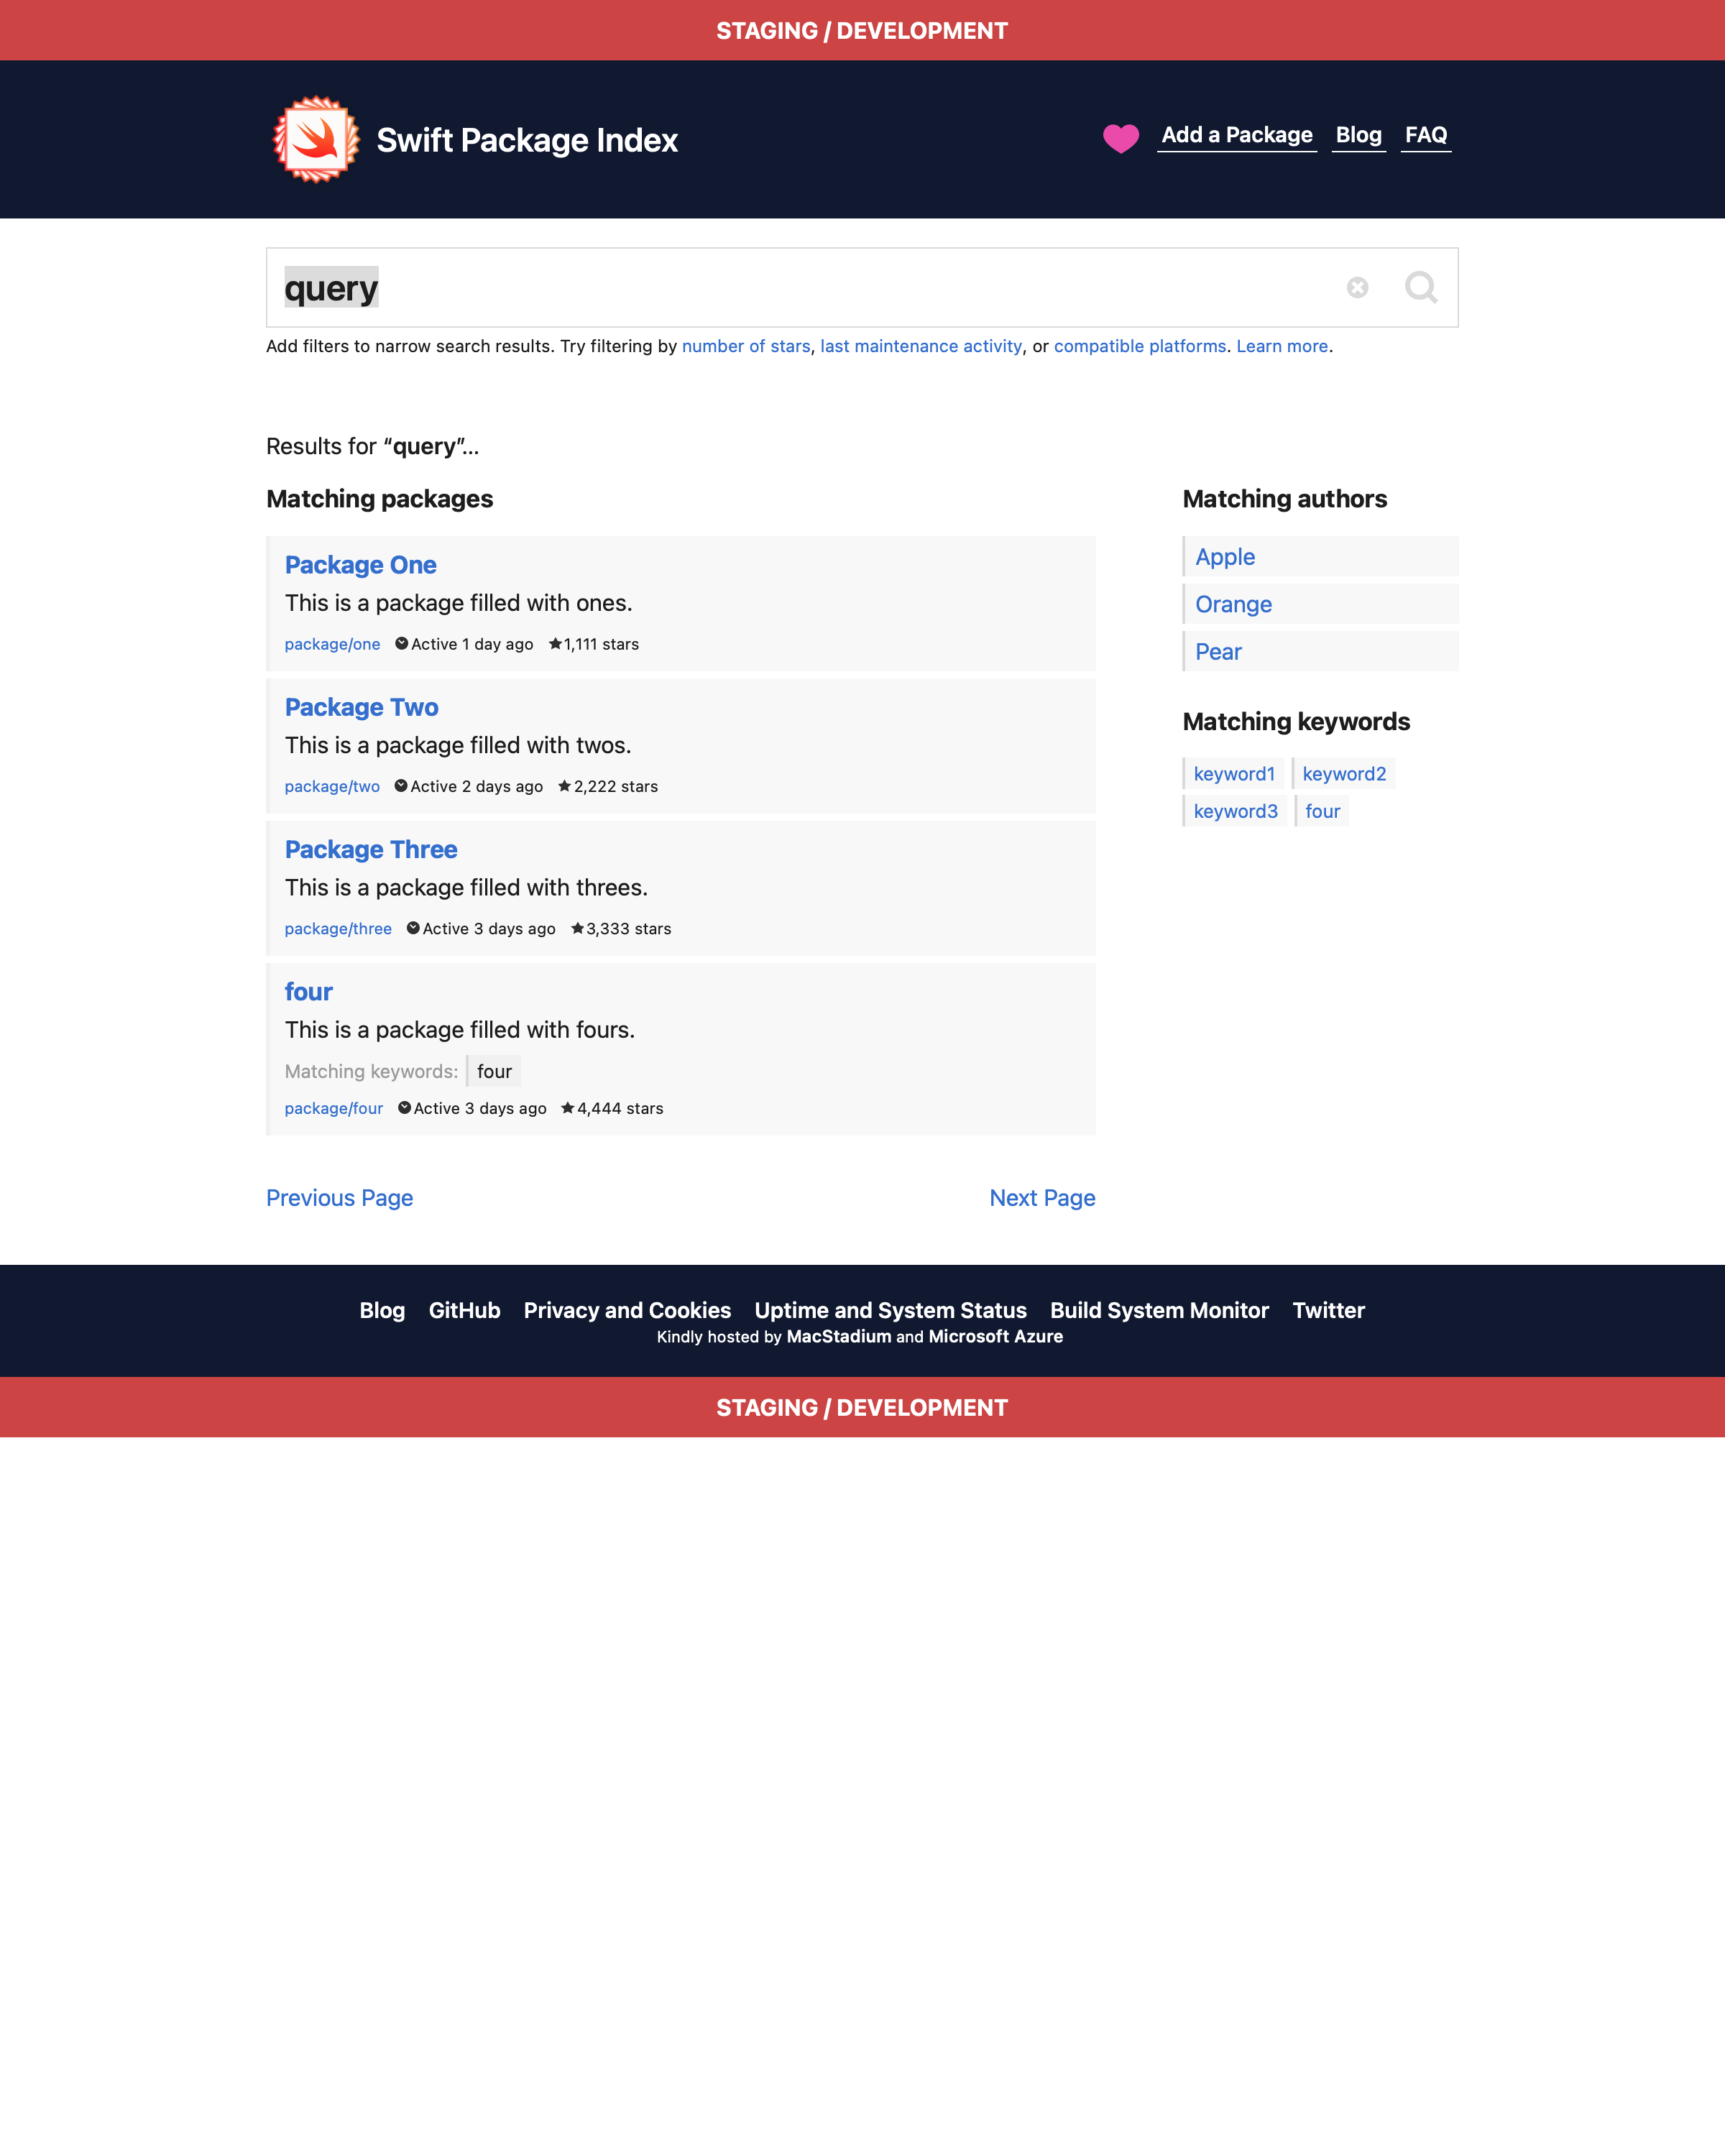 STAGING / DEVELOPMENT
Swift Package Index
Add a Package Blog FAQ
query
Add filters to narrow search results. Try filtering by number of stars, last maintenance activity, or compatible platforms. Learn more.
Results for “query”...
Matching packages
Package One
This is a package filled with ones.
package/one Active 1 day ago 1,111 stars
Package Two
This is a package filled with twos.
package/two Active 2 days ago 2,222 stars
Package Three
This is a package filled with threes.
package/three Active 3 days ago 3,333 stars
four
This is a package filled with fours.
Matching keywords: four
package/four Active 3 days ago 4,444 stars
Previous Page Next Page
Matching authors
Apple
Orange
Pear
Matching keywords
keyword1 keyword2
keyword3 four
Blog GitHub Privacy and Cookies Uptime and System Status Build System Monitor Twitter
Kindly hosted by MacStadium and Microsoft Azure
STAGING / DEVELOPMENT